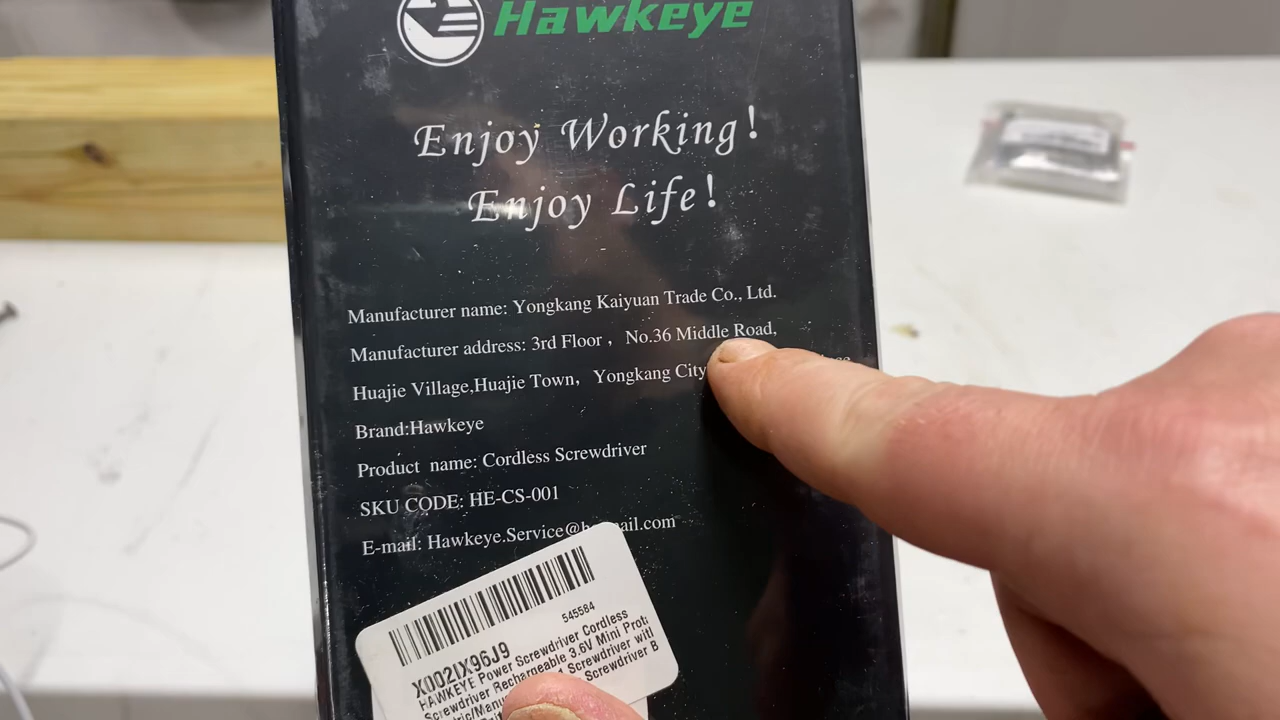 Hawkeye
Enjoy Working!
Enjoy Life!
Manufacturer name: Yongkang Kaiyuan Trade Co., Ltd.
Manufacturer address: 3rd Floor， No.36 Middle Road,
Huajie Village,Huajie Town， Yongkang City
Brand:Hawkeye
Product name: Cordless Screwdriver
SKU CODE: HE-CS-001
E-mail:
545584
X002IX96J9
HAWKEYE Power Screwdriver Cordless
Screwdriver Rechargeable 3.6V Mini
Screwdriver
Screwdriver B